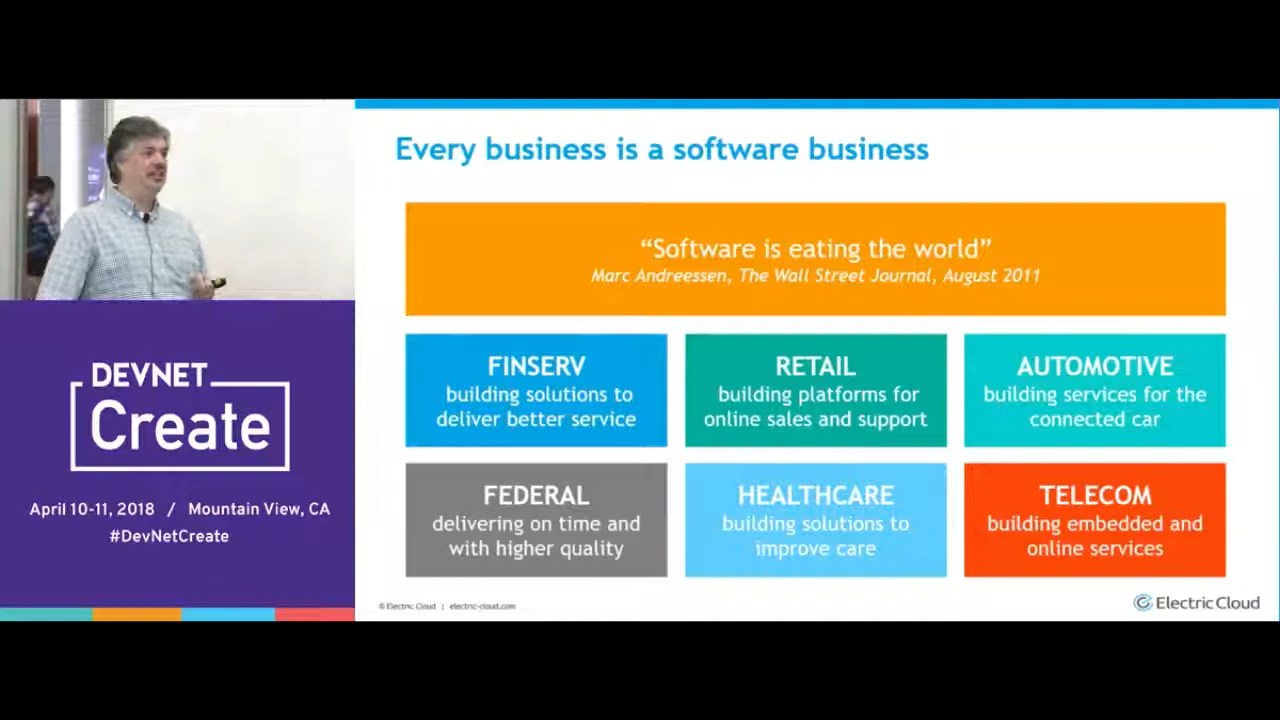 DEVNET
Create
April 10-11, 2018 / Mountain View, CA
#DevNetCreate
Every business is a software business
“Software is eating the world”
Marc Andreessen, The Wall Street Journal, August 2011
FINSERV
building solutions to
deliver better service
RETAIL
building platforms for
online sales and support
AUTOMOTIVE
building services for the
connected car
FEDERAL
delivering on time and
with higher quality
HEALTHCARE
building solutions to
improve care
TELECOM
building embedded and
online services
© Electric Cloud | electric-cloud.com
Electric Cloud